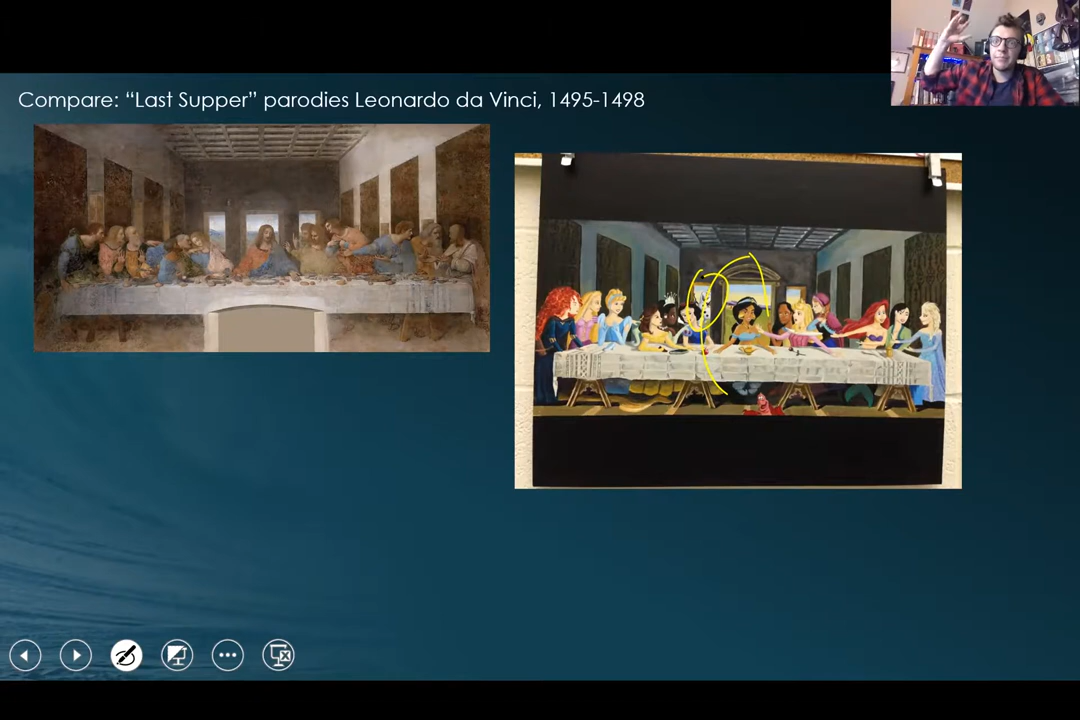 Compare: “Last Supper” parodies Leonardo da Vinci, 1495-1498